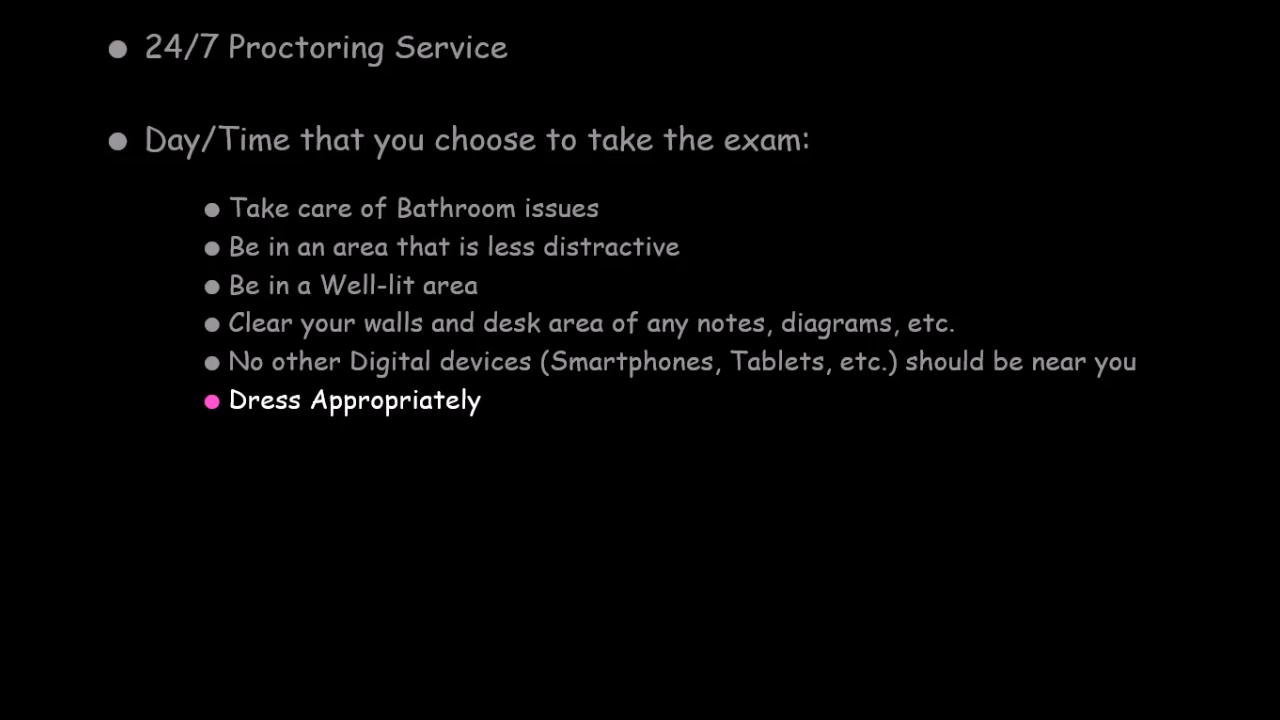 24/7 Proctoring Service
Day/Time that you choose to take the exam:
Take care of Bathroom issues
Be in an area that is less distractive
Be in a Well-lit area
Clear your walls and desk area of any notes, diagrams, etc.
No other Digital devices (Smartphones, Tablets, etc.) should be near you
Dress Appropriately